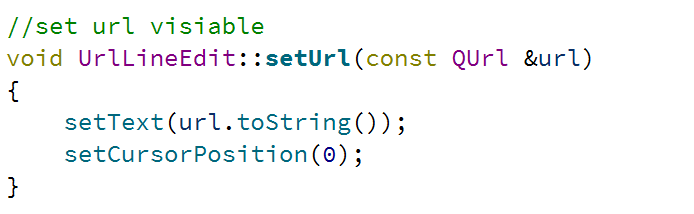 //set url visiable
void UrlLineEdit::setUrl(const QUrl &url)
{
    setText(url.toString());
    setCursorPosition(0);
}